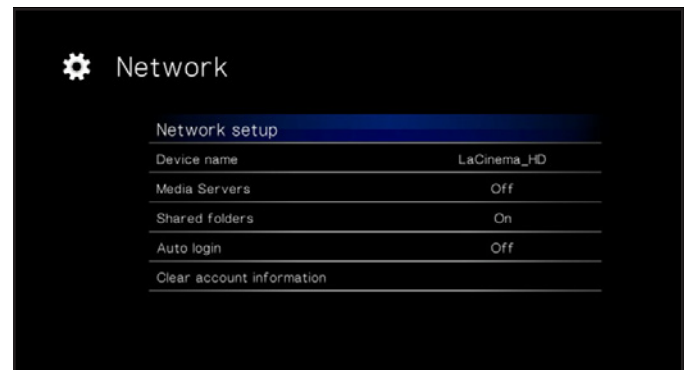 Network
Network setup
Device name LaCinema_HD
Media Servers Off
Shared folders On
Auto login Off
Clear account information